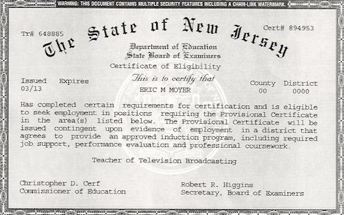 WARNING: THIS DOCUMENT CONTAINS MULTIPLE SECURITY FEATURES INCLUDING A CHAIN-LINK WATERMARK
Tr# 648885 Cert# 894953
The State of New Jersey
Department of Education
State Board of Examiners
Certificate of Eligibility
Issued Expires This is to certify that County District
03/13 ERIC M MOYER 00 0000
Has completed certain requirements for certification and is eligible
to seek employment in positions requiring the Provisional Certificate
in the area(s) listed below. The Provisional Certificate will be
issued contingent upon evidence of employment in a district that
agrees to provide an approved induction program, including required
job support, performance evaluation and professional coursework.
Teacher of Television Broadcasting
Christopher D. Cerf Robert R. Higgins
Commissioner of Education Secretary, Board of Examiners